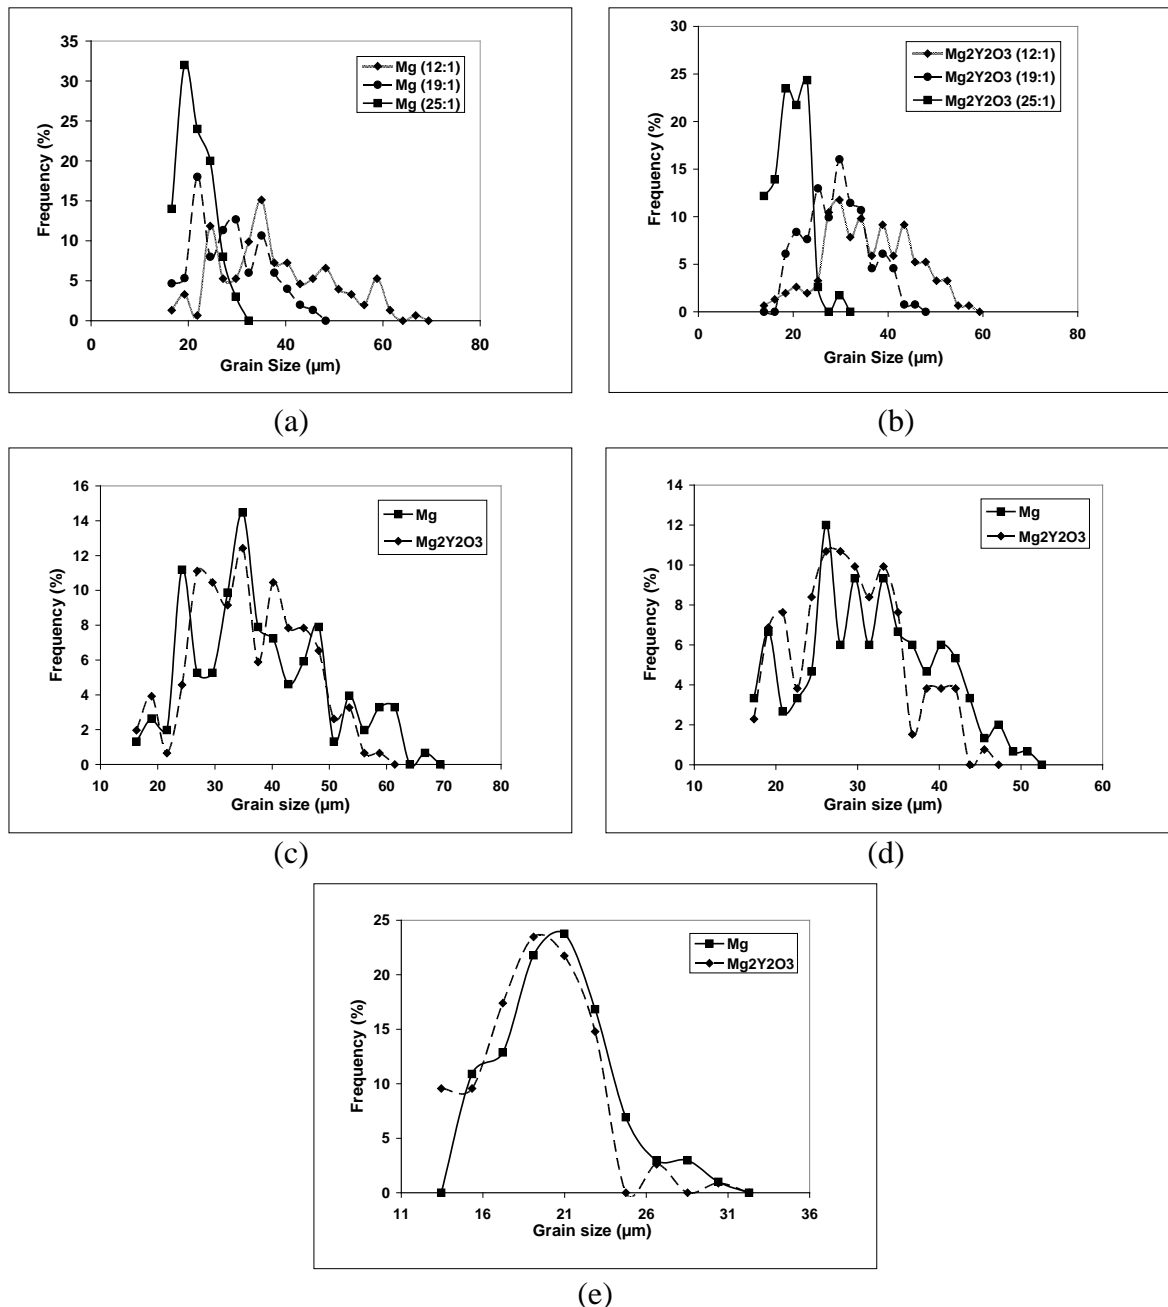 35
30
25
20
15
10
5
0
Frequency (%)
0 20 40 60 80
Grain Size (µm)
Mg (12:1)
Mg (19:1)
Mg (25:1)
(a)
30
25
20
15
10
5
0
Frequency (%)
0 20 40 60 80
Grain Size (µm)
Mg2Y2O3 (12:1)
Mg2Y2O3 (19:1)
Mg2Y2O3 (25:1)
(b)
16
14
12
10
8
6
4
2
0
Frequency (%)
10 20 30 40 50 60 70 80
Grain size (µm)
Mg
Mg2Y2O3
(c)
14
12
10
8
6
4
2
0
Frequency (%)
10 20 30 40 50 60
Grain size (µm)
Mg
Mg2Y2O3
(d)
25
20
15
10
5
0
Frequency (%)
11 16 21 26 31 36
Grain size (µm)
Mg
Mg2Y2O3
(e)